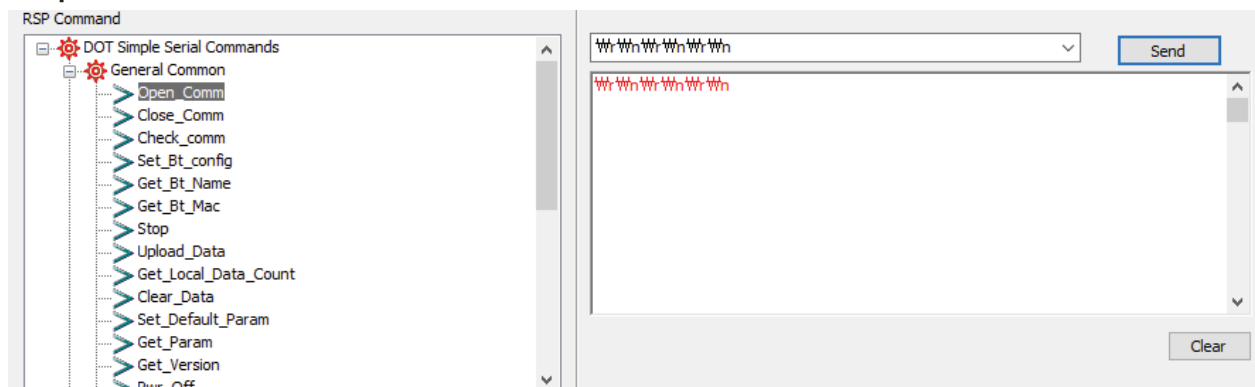 RSP Command
DOT Simple Serial Commands
General Common
Open_Comm
Close_Comm
Check_comm
Set_Bt_config
Get_Bt_Name
Get_Bt_Mac
Stop
Upload_Data
Get_Local_Data_Count
Clear_Data
Set_Default_Param
Get_Param
Get_Version
Pwr_Off
₩r₩n₩r₩n₩r₩n
Send
₩r₩n₩r₩n₩r₩n
Clear